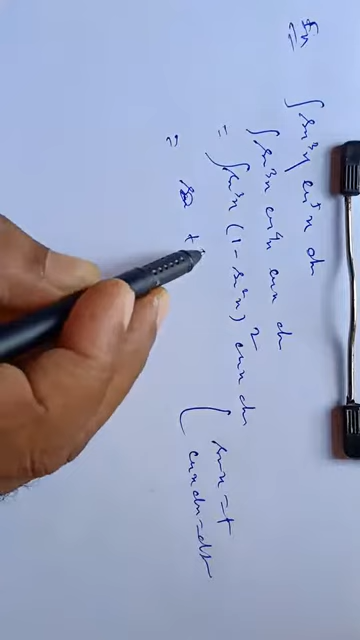 Ex ∫ sin³x cos⁵x dx
∫ sin³x cos⁴x cosx dx
= ∫ sin³x (1 - sin²x)² cosx dx
( sinx = t
cosx dx = dt
=